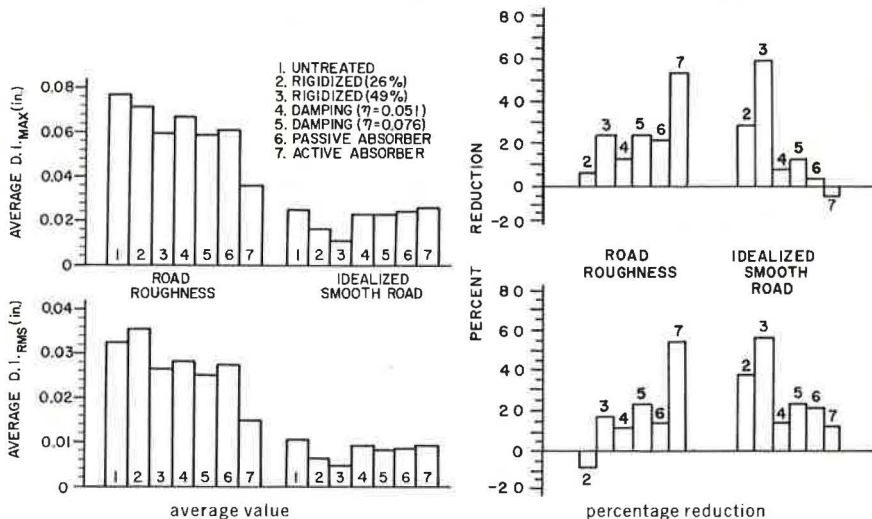 AVERAGE D.I.MAX(in.)
0.08
0.06
0.04
0.02
0
1. UNTREATED
2. RIGIDIZED (26%)
3. RIGIDIZED (49%)
4. DAMPING (η=0.051)
5. DAMPING (η=0.076)
6. PASSIVE ABSORBER
7. ACTIVE ABSORBER
1 2 3 4 5 6 7
1 2 3 4 5 6 7
ROAD
ROUGHNESS
IDEALIZED
SMOOTH ROAD
AVERAGE D.I.RMS(in.)
0.04
0.03
0.02
0.01
0
1 2 3 4 5 6 7
1 2 3 4 5 6 7
average value
PERCENT REDUCTION
80
60
40
20
0
-20
2 3 4 5 6 7
2 3 4 5 6 7
ROAD
ROUGHNESS
IDEALIZED
SMOOTH
ROAD
80
60
40
20
0
-20
2 3 4 5 6 7
2 3 4 5 6 7
percentage reduction